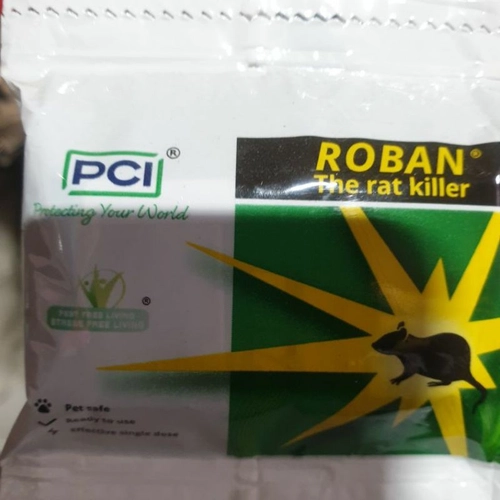 PCI®
Protecting Your World
ROBAN®
The rat killer
PEST FREE LIVING
STRESS FREE LIVING
®
Pet safe
Ready to use
effective single dose